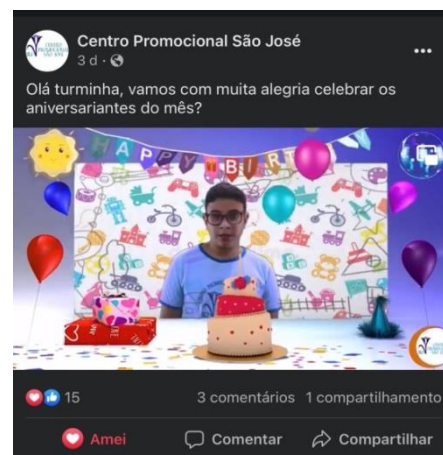 Centro Promocional São José
3 d ·
Olá turminha, vamos com muita alegria celebrar os
aniversariantes do mês?
HAPPY BIRT
15
3 comentários 1 compartilhamento
Amei Comentar Compartilhar